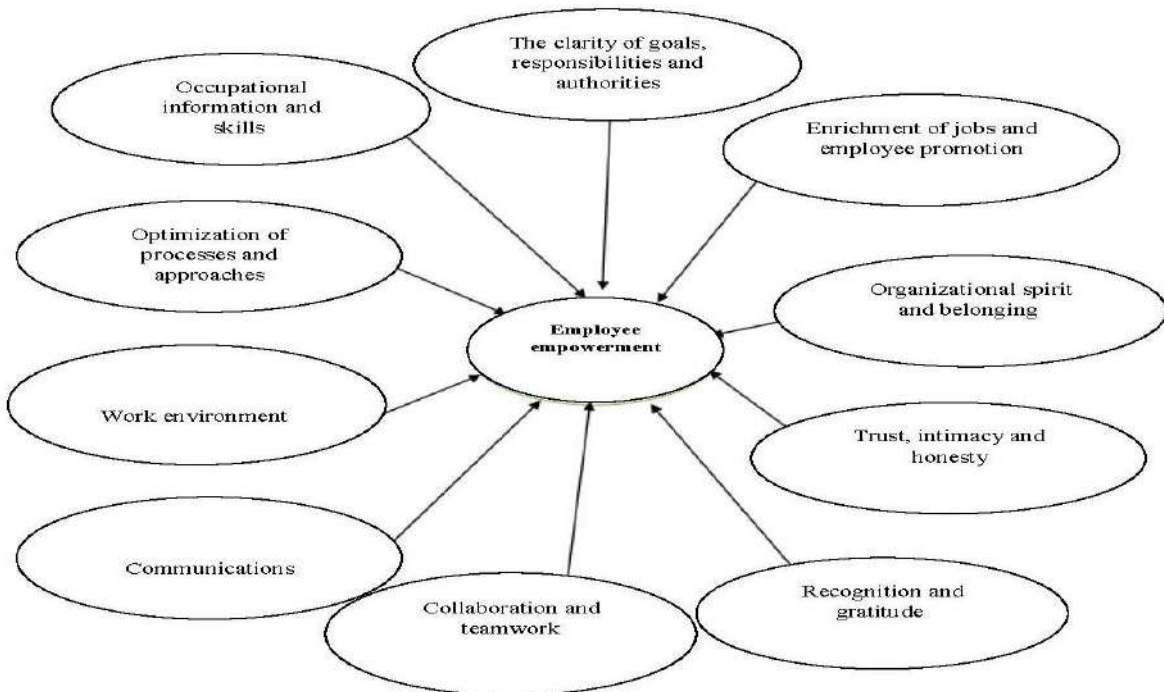 The clarity of goals,
responsibilities and
authorities
Occupational
information and
skills
Enrichment of jobs and
employee promotion
Optimization of
processes and
approaches
Organizational spirit
and belonging
Employee
empowerment
Work environment
Trust, intimacy and
honesty
Communications
Collaboration and
teamwork
Recognition and
gratitude